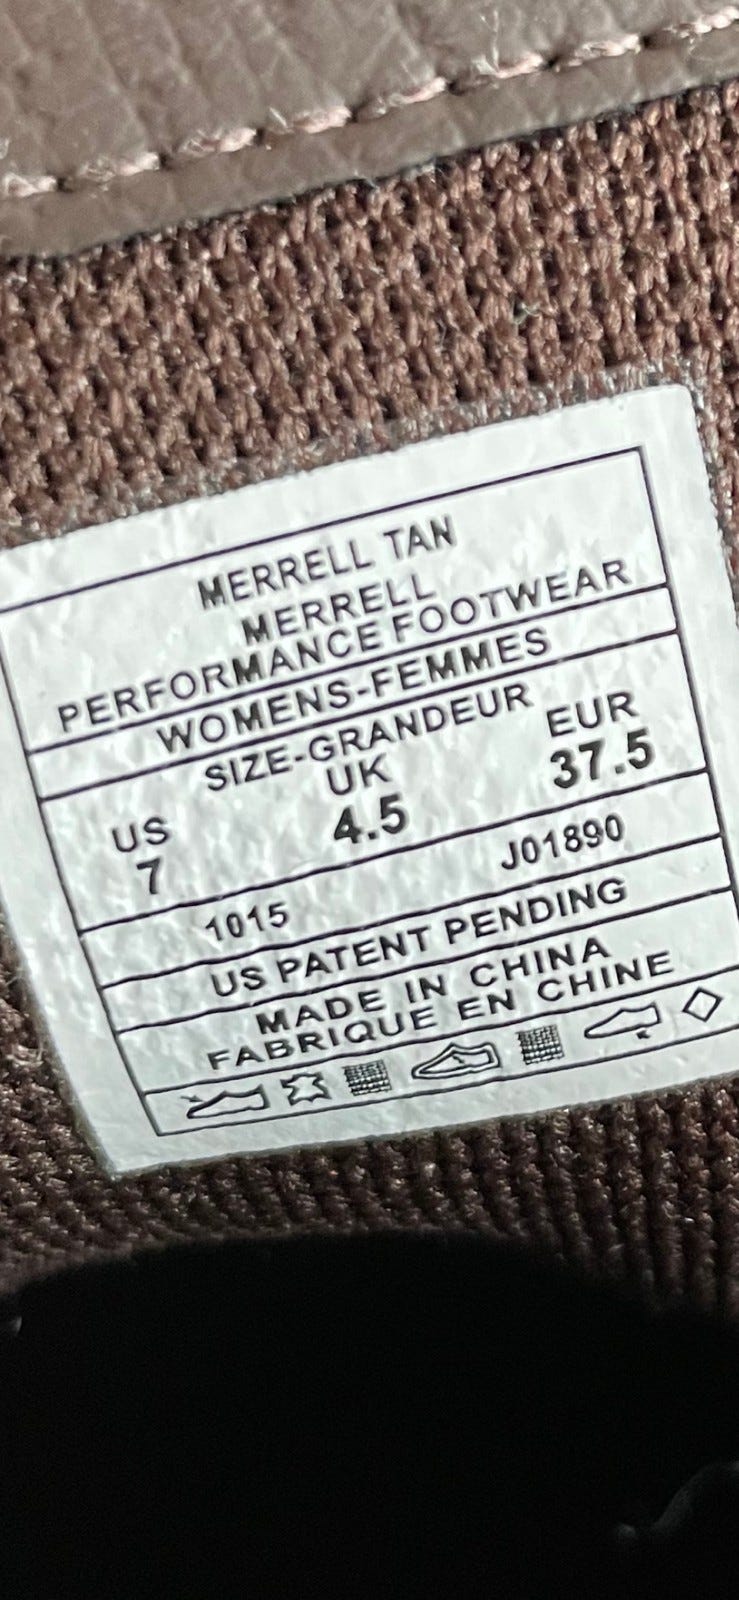 MERRELL TAN
MERRELL
PERFORMANCE FOOTWEAR
WOMENS-FEMMES
SIZE-GRANDEUR
US UK EUR
7 4.5 37.5
1015 J01890
US PATENT PENDING
MADE IN CHINA
FABRIQUE EN CHINE